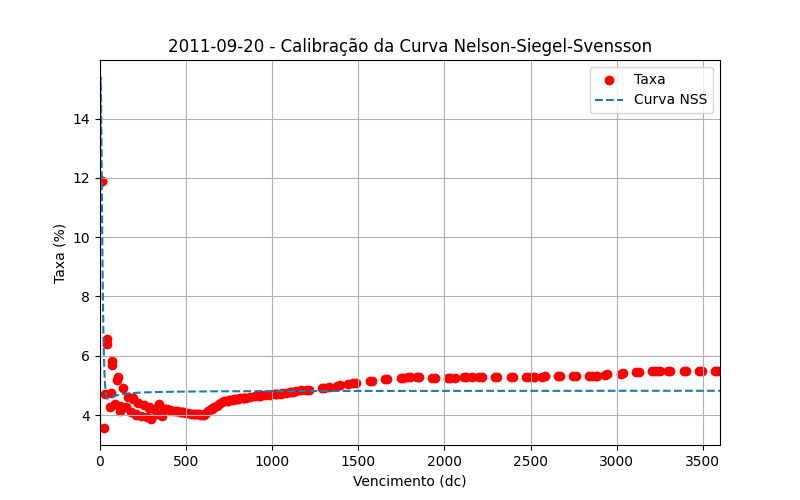 2011-09-20 - Calibração da Curva Nelson-Siegel-Svensson
Taxa
Curva NSS
14
12
10
8
6
4
Taxa (%)
0 500 1000 1500 2000 2500 3000 3500
Vencimento (dc)